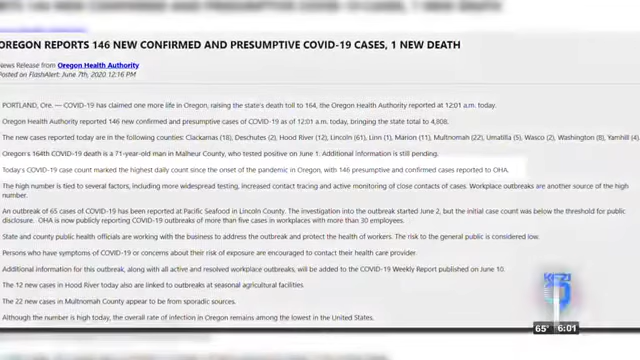 OREGON REPORTS 146 NEW CONFIRMED AND PRESUMPTIVE COVID-19 CASES, 1 NEW DEATH
News Release from Oregon Health Authority
Posted on FlashAlert: June 7th, 2020 12:16 PM
PORTLAND, Ore. — COVID-19 has claimed one more life in Oregon, raising the state's death toll to 164, the Oregon Health Authority reported at 12:01 a.m. today.
Oregon Health Authority reported 146 new confirmed and presumptive cases of COVID-19 as of 12:01 a.m. today, bringing the state total to 4,808.
The new cases reported today are in the following counties: Clackamas (18), Deschutes (2), Hood River (12), Lincoln (61), Linn (1), Marion (11), Multnomah (22), Umatilla (5), Wasco (2), Washington (8), Yamhill (4).
Oregon's 164th COVID-19 death is a 71-year-old man in Malheur County, who tested positive on June 1. Additional information is still pending.
Today's COVID-19 case count marked the highest daily count since the onset of the pandemic in Oregon, with 146 presumptive and confirmed cases reported to OHA.
The high number is tied to several factors, including more widespread testing, increased contact tracing and active monitoring of close contacts of cases. Workplace outbreaks are another source of the high
number.
An outbreak of 65 cases of COVID-19 has been reported at Pacific Seafood in Lincoln County. The investigation into the outbreak started June 2, but the initial case count was below the threshold for public
disclosure. OHA is now publicly reporting COVID-19 outbreaks of more than five cases in workplaces with more than 30 employees.
State and county public health officials are working with the business to address the outbreak and protect the health of workers. The risk to the general public is considered low.
Persons who have symptoms of COVID-19 or concerns about their risk of exposure are encouraged to contact their health care provider.
Additional information for this outbreak, along with all active and resolved workplace outbreaks, will be added to the COVID-19 Weekly Report published on June 10.
The 12 new cases in Hood River today also are linked to outbreaks at seasonal agricultural facilities.
The 22 new cases in Multnomah County appear to be from sporadic sources.
Although the number is high today, the overall rate of infection in Oregon remains among the lowest in the United States.
65° 6:01